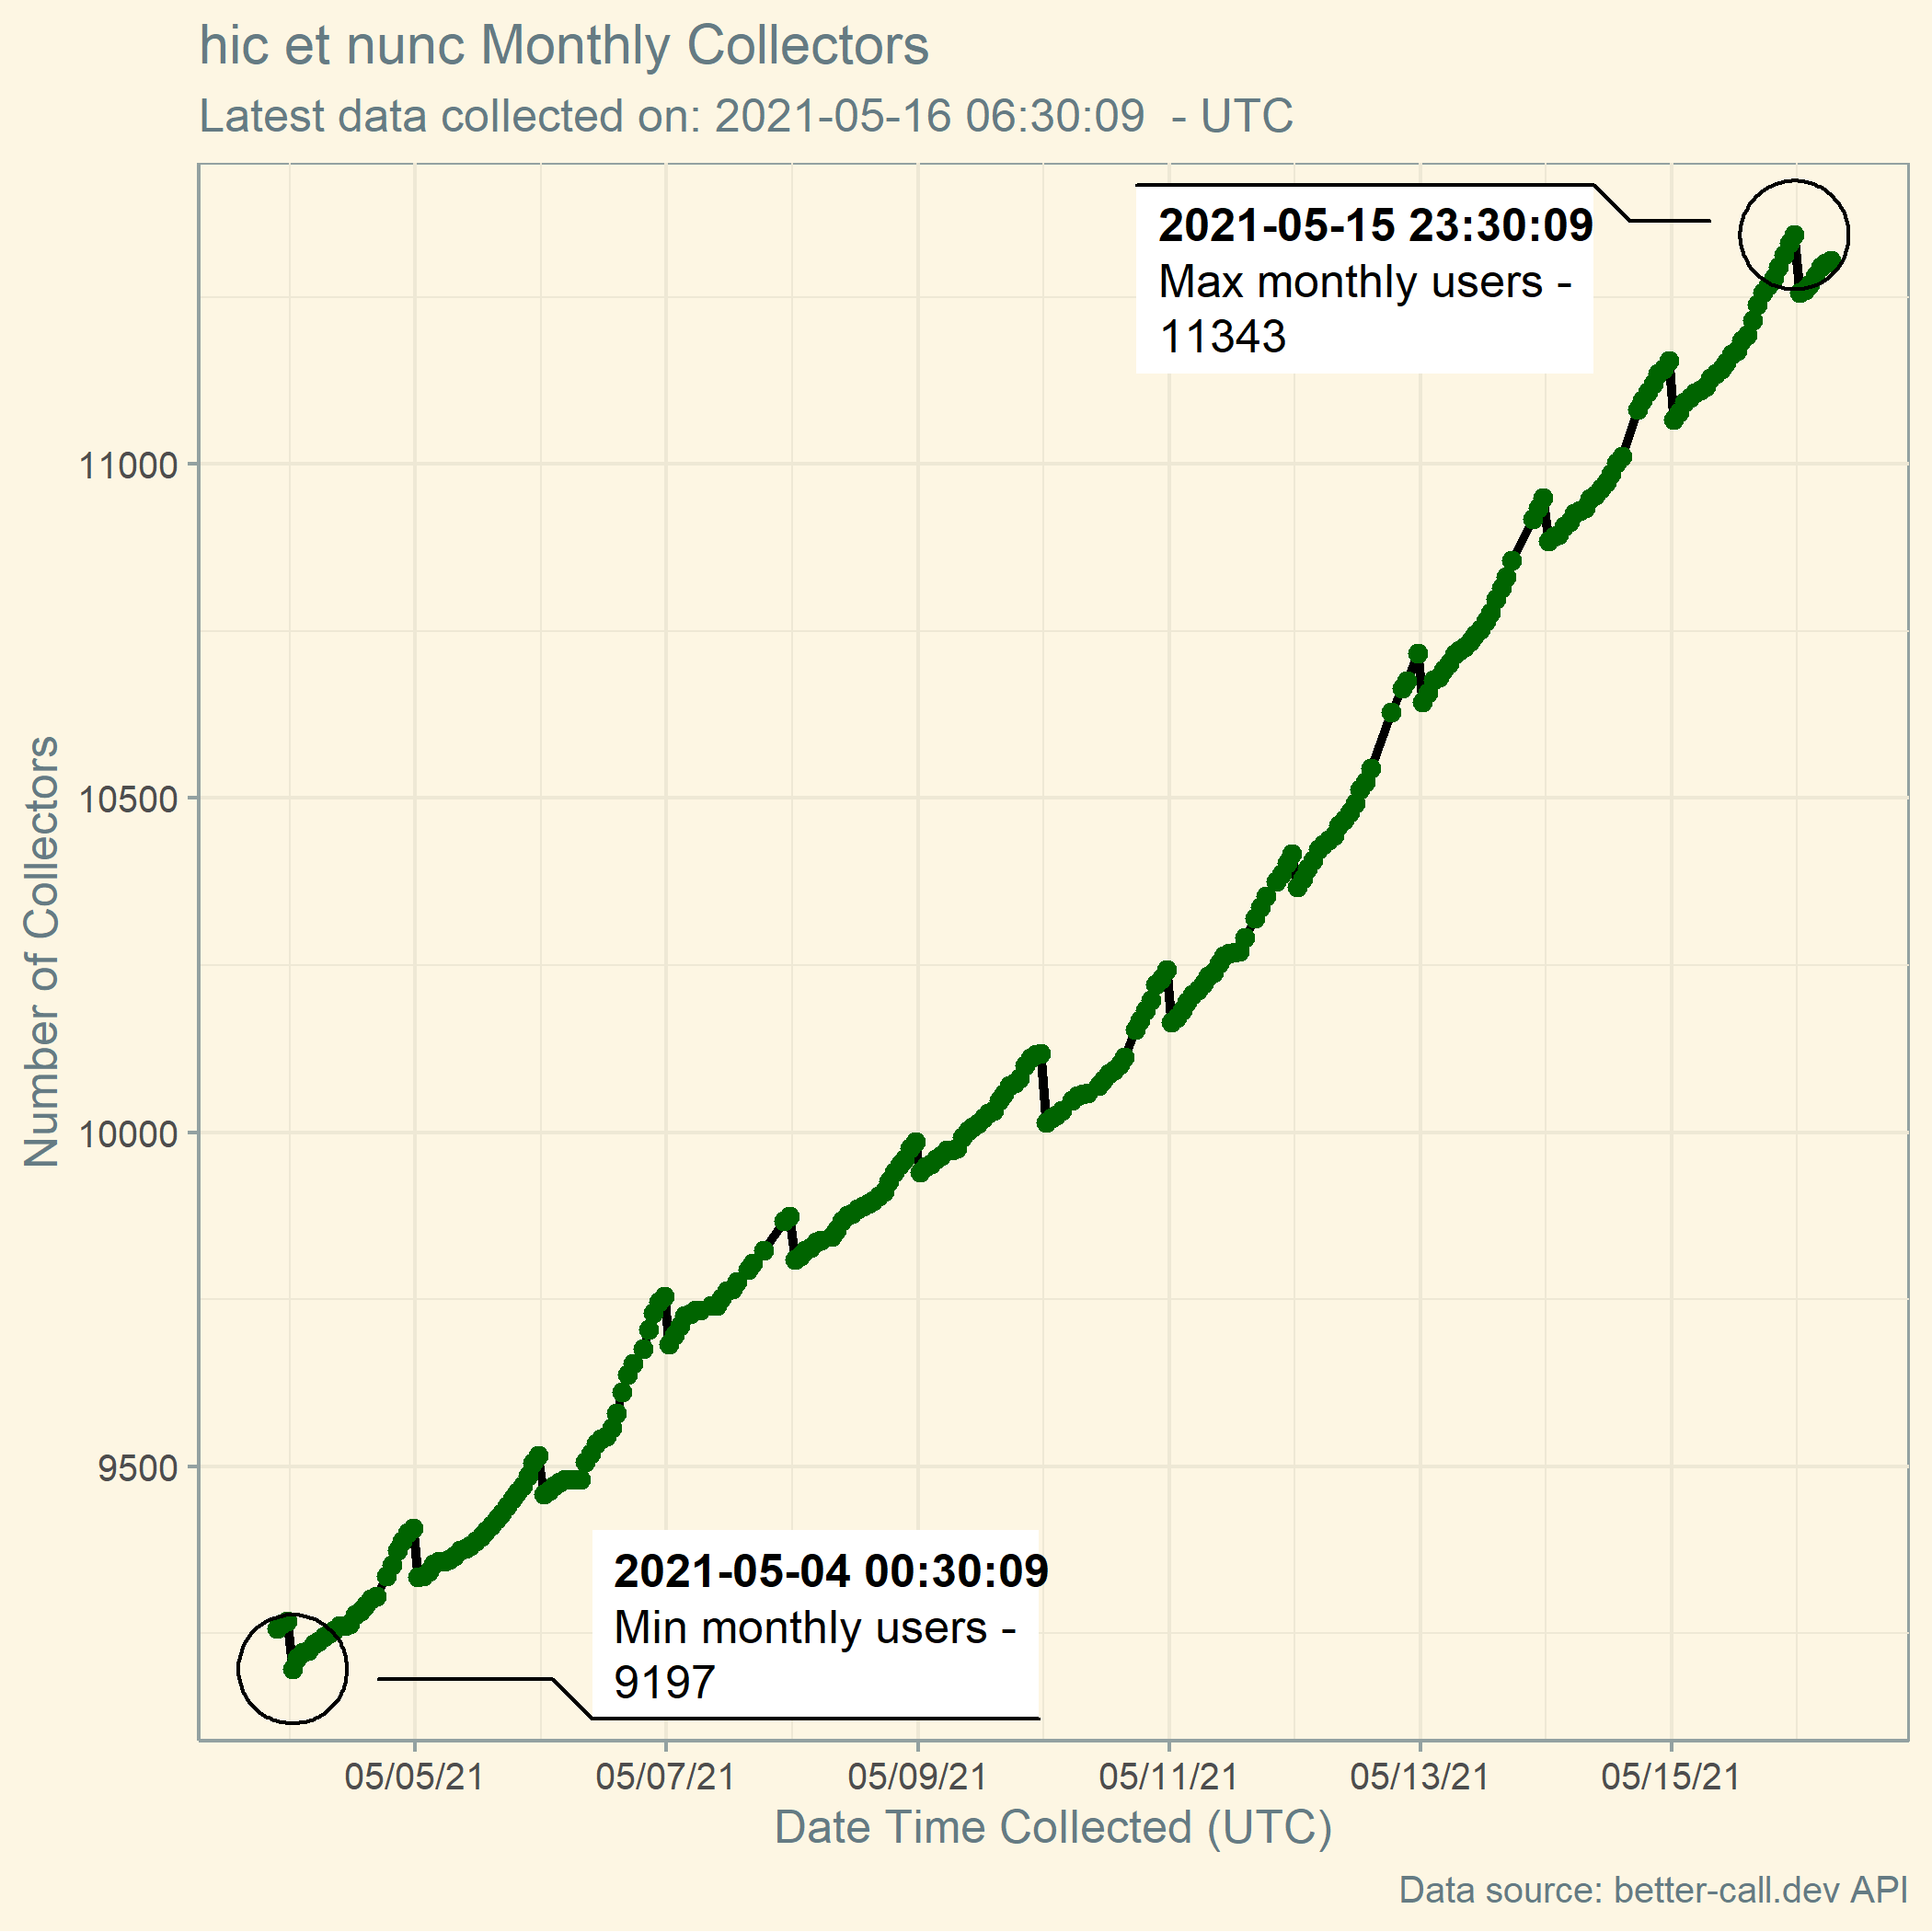 hic et nunc Monthly Collectors
Latest data collected on: 2021-05-16 06:30:09  - UTC
2021-05-15 23:30:09
Max monthly users -
11343
11000
10500
10000
9500
Number of Collectors
2021-05-04 00:30:09
Min monthly users -
9197
05/05/21 05/07/21 05/09/21 05/11/21 05/13/21 05/15/21
Date Time Collected (UTC)
Data source: better-call.dev API